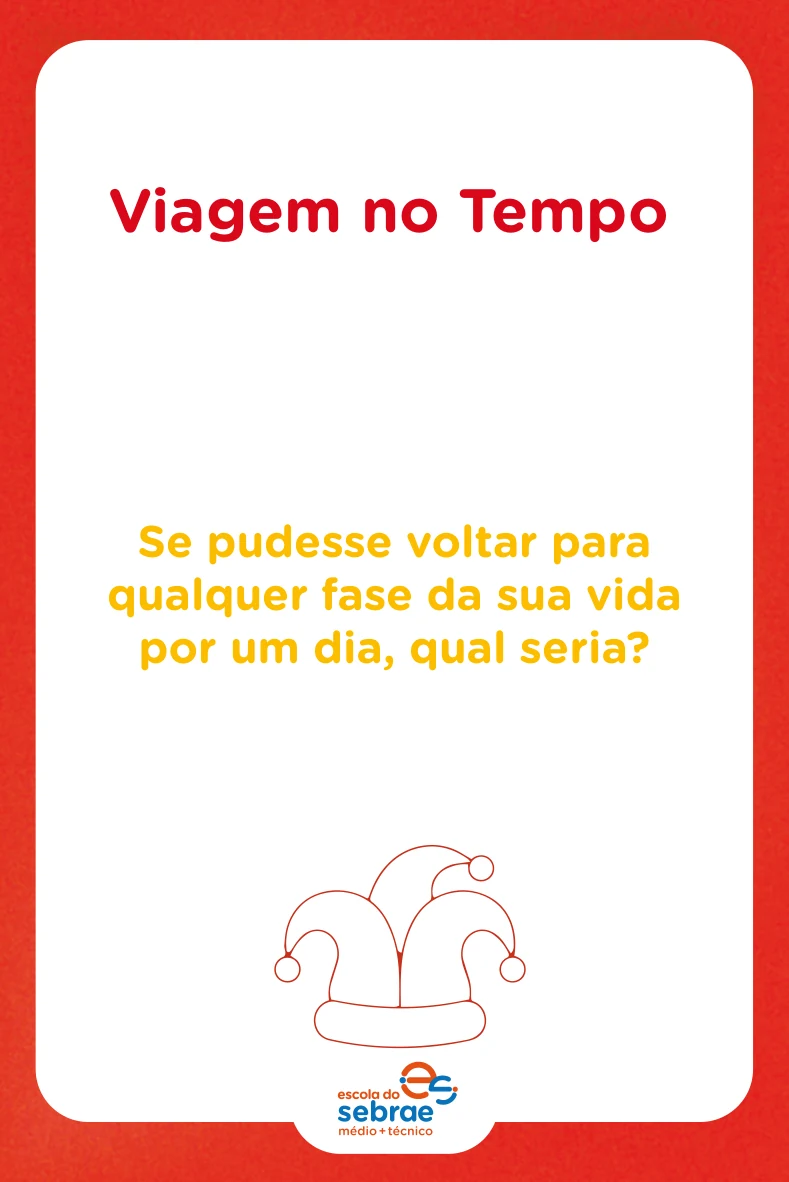 Viagem no Tempo
Se pudesse voltar para
qualquer fase da sua vida
por um dia, qual seria?
escola do
sebrae
médio + técnico